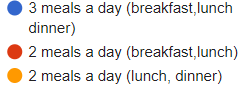 3 meals a day (breakfast,lunch
dinner)
2 meals a day (breakfast,lunch)
2 meals a day (lunch, dinner)